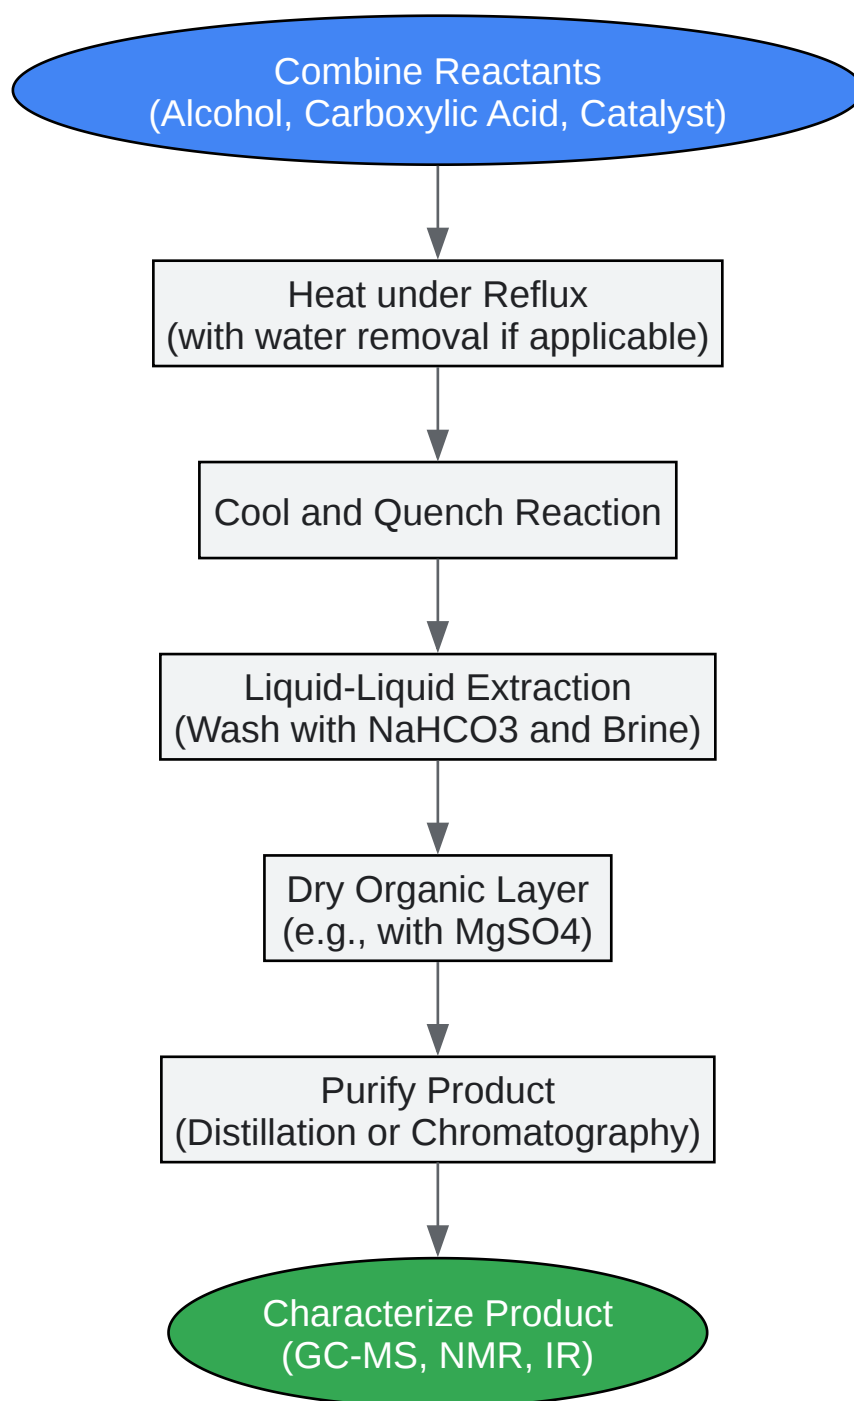 Combine Reactants
(Alcohol, Carboxylic Acid, Catalyst)
Heat under Reflux
(with water removal if applicable)
Cool and Quench Reaction
Liquid-Liquid Extraction
(Wash with NaHCO3 and Brine)
Dry Organic Layer
(e.g., with MgSO4)
Purify Product
(Distillation or Chromatography)
Characterize Product
(GC-MS, NMR, IR)